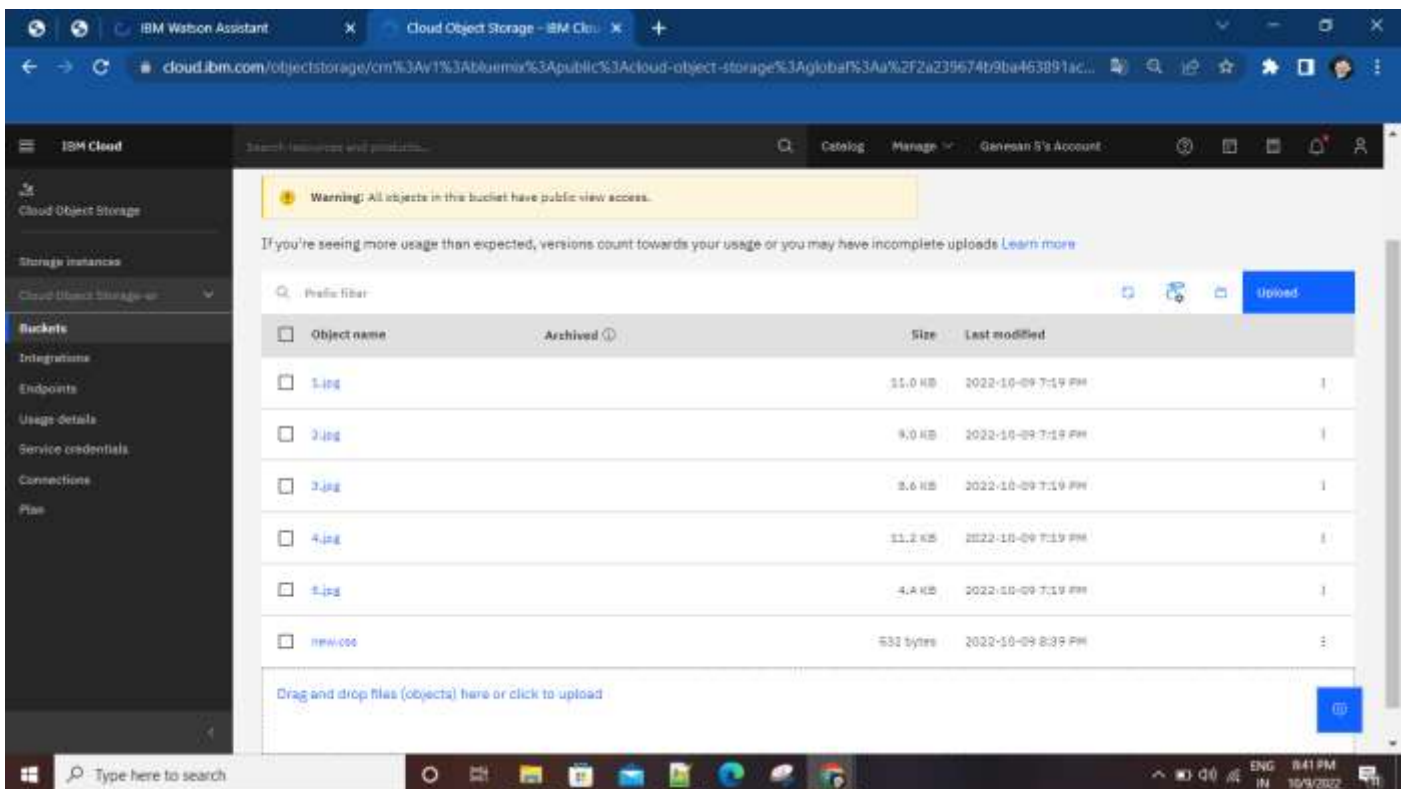 IBM Watson Assistant
Cloud Object Storage - IBM Clou
cloud.ibm.com/objectstorage/crn%3Av1%3Abluemix%3Apublic%3Acloud-object-storage%3Aglobal%3Aa%2F2a239674b9ba463891ac...
IBM Cloud
Search resources and products...
Catalog
Manage
Ganesan S's Account
Cloud Object Storage
Storage instances
Buckets
Integrations
Endpoints
Usage details
Service credentials
Connections
Plan
Warning: All objects in this bucket have public view access.
If you're seeing more usage than expected, versions count towards your usage or you may have incomplete uploads Learn more
Prefix filter
Upload
Object name Archived Size Last modified
1.jpg 11.0 KB 2022-10-09 7:19 PM
2.jpg 9.0 KB 2022-10-09 7:19 PM
3.jpg 8.6 KB 2022-10-09 7:19 PM
4.jpg 11.2 KB 2022-10-09 7:19 PM
5.jpg 4.4 KB 2022-10-09 7:19 PM
new.css 2022-10-09 8:39 PM
Drag and drop files (objects) here or click to upload
Type here to search
ENG
IN
8:41 PM
10/9/2022